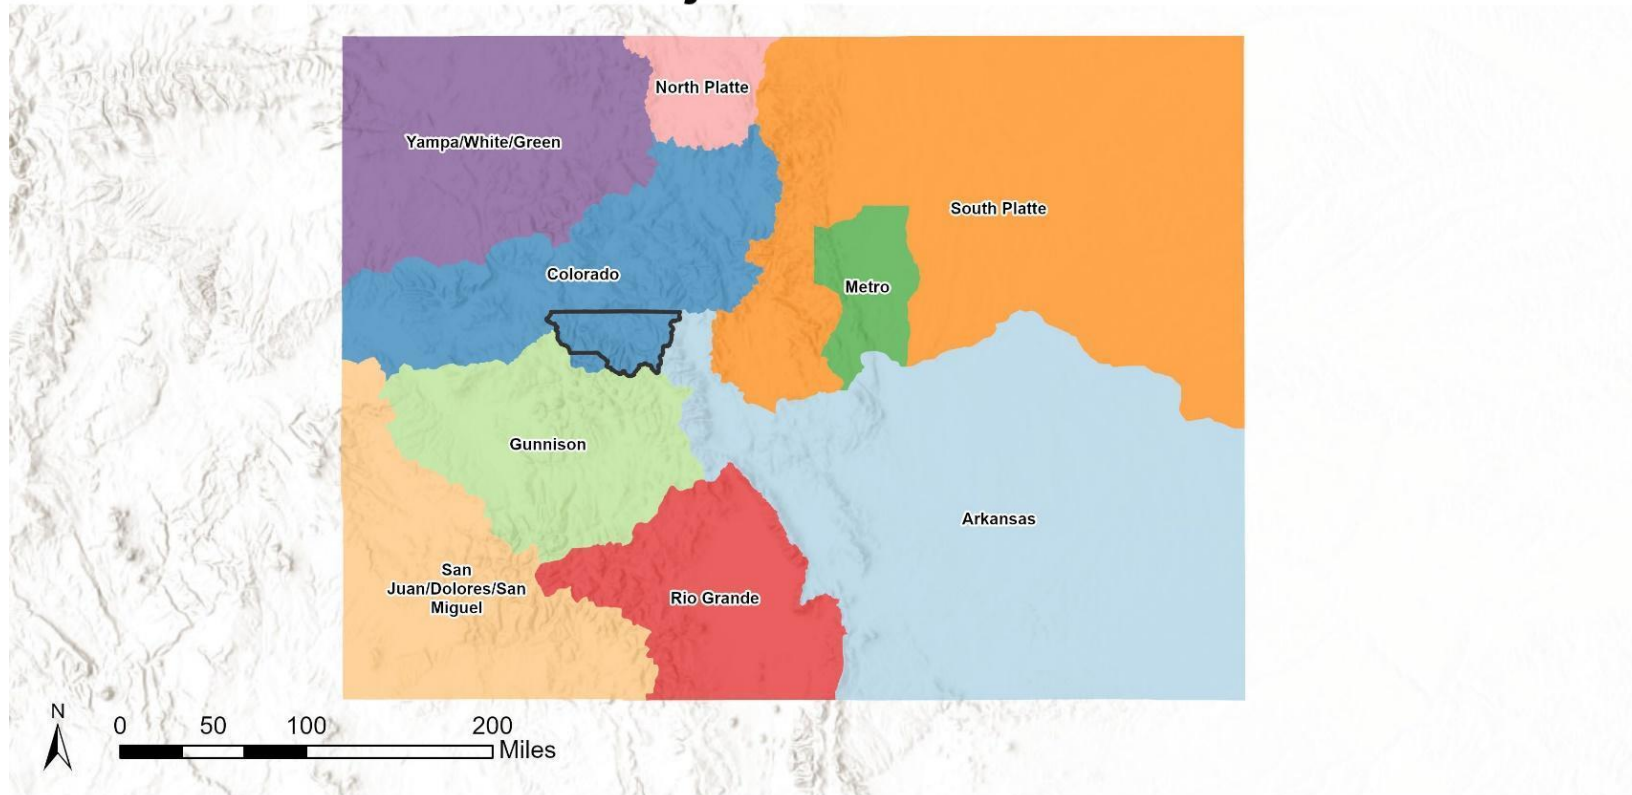 North Platte
Yampa/White/Green
South Platte
Colorado
Metro
Gunnison
Arkansas
San
Juan/Dolores/San
Miguel
Rio Grande
N
0 50 100 200
Miles